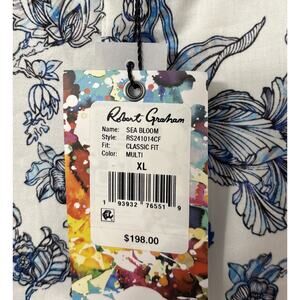 Robert Graham
Name: SEA BLOOM
Style: RS241014CF
Fit: CLASSIC FIT
Color: MULTI
XL
1 93932 76551 9
$198.00